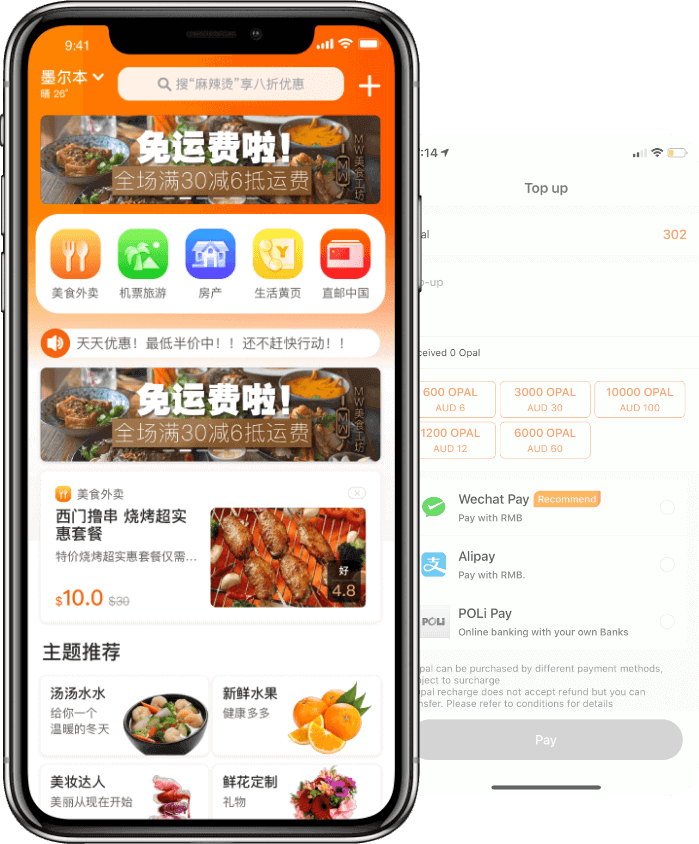 9:41
墨尔本
晴 26°
搜“麻辣烫”享八折优惠
免运费啦!
全场满30减6抵运费
MW美食工坊
MW
美食外卖
机票旅游
房产
生活黄页
直邮中国
天天优惠！最低半价中！！还不赶快行动！！
免运费啦!
全场满30减6抵运费
MW美食工坊
MW
美食外卖
西门撸串 烧烤超实
惠套餐
特价烧烤超实惠套餐仅需...
$10.0 $30
好
4.8
主题推荐
汤汤水水
给你一个
温暖的冬天
新鲜水果
健康多多
美妆达人
美丽从现在开始
鲜花定制
礼物
:14
Top up
al
302
o-up
ceived 0 Opal
600 OPAL
AUD 6
3000 OPAL
AUD 30
10000 OPAL
AUD 100
1200 OPAL
AUD 12
6000 OPAL
AUD 60
Wechat Pay Recommend
Pay with RMB
Alipay
Pay with RMB.
POLi
POLi Pay
Online banking with your own Banks
pal can be purchased by different payment methods,
bject to surcharge
pal recharge does not accept refund but you can
nsfer. Please refer to conditions for details
Pay